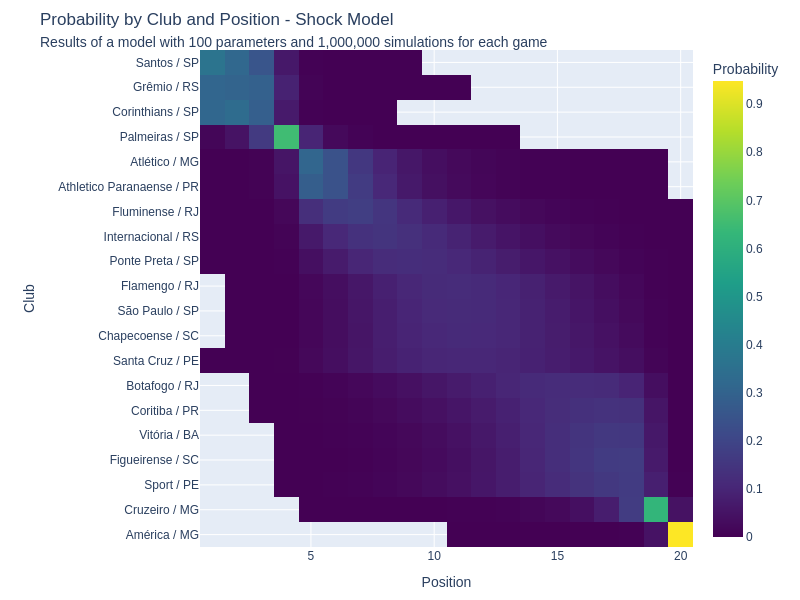 Probability by Club and Position - Shock Model
Results of a model with 100 parameters and 1,000,000 simulations for each game
Probability
Santos / SP
Grêmio / RS
Corinthians / SP
Palmeiras / SP
Atlético / MG
Athletico Paranaense / PR
Fluminense / RJ
Internacional / RS
Ponte Preta / SP
Flamengo / RJ
São Paulo / SP
Chapecoense / SC
Santa Cruz / PE
Botafogo / RJ
Coritiba / PR
Vitória / BA
Figueirense / SC
Sport / PE
Cruzeiro / MG
América / MG
Club
5
10
15
20
Position
0.9
0.8
0.7
0.6
0.5
0.4
0.3
0.2
0.1
0